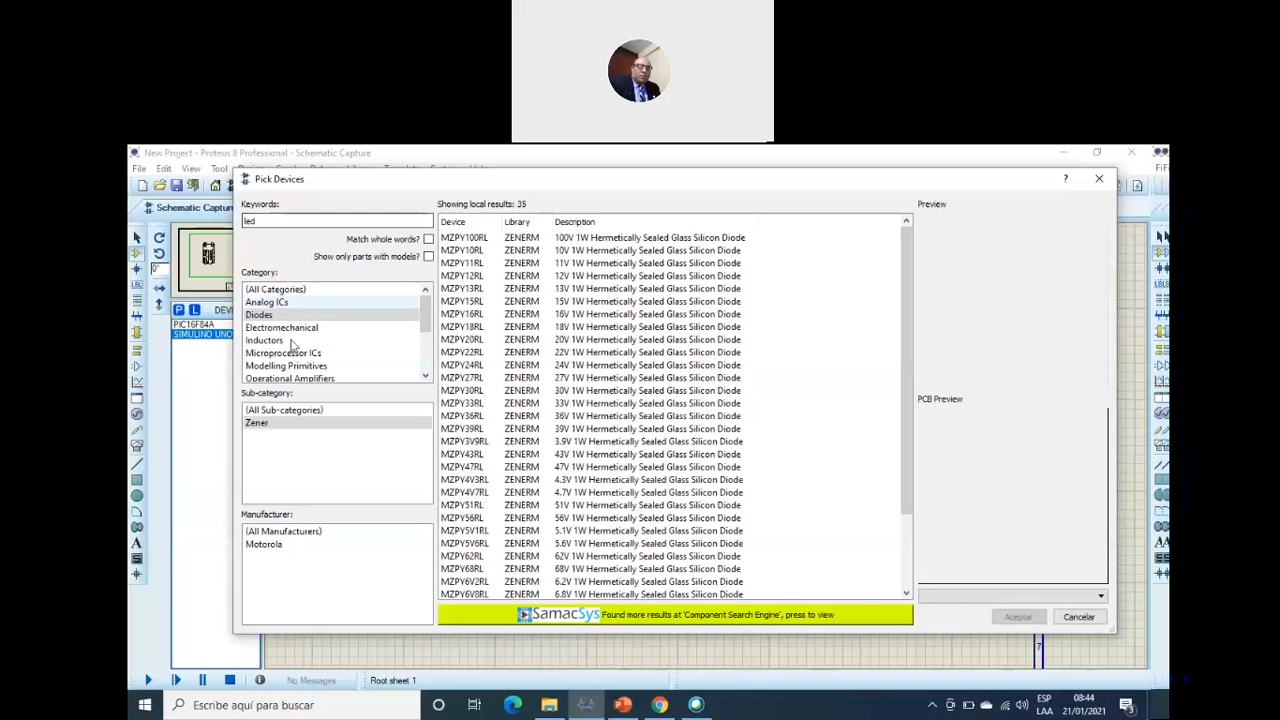 New Project - Proteus 8 Professional - Schematic Capture
File Edit View Tool
Pick Devices
Keywords:
led
Match whole words?
Show only parts with models?
Category:
(All Categories)
Analog ICs
Diodes
Electromechanical
Inductors
Microprocessor ICs
Modelling Primitives
Operational Amplifiers
Sub-category:
(All Sub-categories)
Zener
Manufacturer:
(All Manufacturers)
Motorola
Showing local results: 35
Device Library Description
MZPY100RL ZENERM 100V 1W Hermetically Sealed Glass Silicon Diode
MZPY10RL ZENERM 10V 1W Hermetically Sealed Glass Silicon Diode
MZPY11RL ZENERM 11V 1W Hermetically Sealed Glass Silicon Diode
MZPY12RL ZENERM 12V 1W Hermetically Sealed Glass Silicon Diode
MZPY13RL ZENERM 13V 1W Hermetically Sealed Glass Silicon Diode
MZPY15RL ZENERM 15V 1W Hermetically Sealed Glass Silicon Diode
MZPY16RL ZENERM 16V 1W Hermetically Sealed Glass Silicon Diode
MZPY18RL ZENERM 18V 1W Hermetically Sealed Glass Silicon Diode
MZPY20RL ZENERM 20V 1W Hermetically Sealed Glass Silicon Diode
MZPY22RL ZENERM 22V 1W Hermetically Sealed Glass Silicon Diode
MZPY24RL ZENERM 24V 1W Hermetically Sealed Glass Silicon Diode
MZPY27RL ZENERM 27V 1W Hermetically Sealed Glass Silicon Diode
MZPY30RL ZENERM 30V 1W Hermetically Sealed Glass Silicon Diode
MZPY33RL ZENERM 33V 1W Hermetically Sealed Glass Silicon Diode
MZPY36RL ZENERM 36V 1W Hermetically Sealed Glass Silicon Diode
MZPY39RL ZENERM 39V 1W Hermetically Sealed Glass Silicon Diode
MZPY3V9RL ZENERM 3.9V 1W Hermetically Sealed Glass Silicon Diode
MZPY43RL ZENERM 43V 1W Hermetically Sealed Glass Silicon Diode
MZPY47RL ZENERM 47V 1W Hermetically Sealed Glass Silicon Diode
MZPY4V3RL ZENERM 4.3V 1W Hermetically Sealed Glass Silicon Diode
MZPY4V7RL ZENERM 4.7V 1W Hermetically Sealed Glass Silicon Diode
MZPY51RL ZENERM 51V 1W Hermetically Sealed Glass Silicon Diode
MZPY56RL ZENERM 56V 1W Hermetically Sealed Glass Silicon Diode
MZPY5V1RL ZENERM 5.1V 1W Hermetically Sealed Glass Silicon Diode
MZPY5V6RL ZENERM 5.6V 1W Hermetically Sealed Glass Silicon Diode
MZPY62RL ZENERM 62V 1W Hermetically Sealed Glass Silicon Diode
MZPY68RL ZENERM 68V 1W Hermetically Sealed Glass Silicon Diode
MZPY6V2RL ZENERM 6.2V 1W Hermetically Sealed Glass Silicon Diode
MZPY6V8RL ZENERM 6.8V 1W Hermetically Sealed Glass Silicon Diode
SamacSys Found more results at 'Component Search Engine', press to view
Preview
PCB Preview
Aceptar
Cancelar
Schematic Captur
0°
P L DEVI
PIC16F84A
SIMULINO UNO
No Messages
Root sheet 1
7
Escribe aquí para buscar
ESP
LAA
08:44
21/01/2021
3